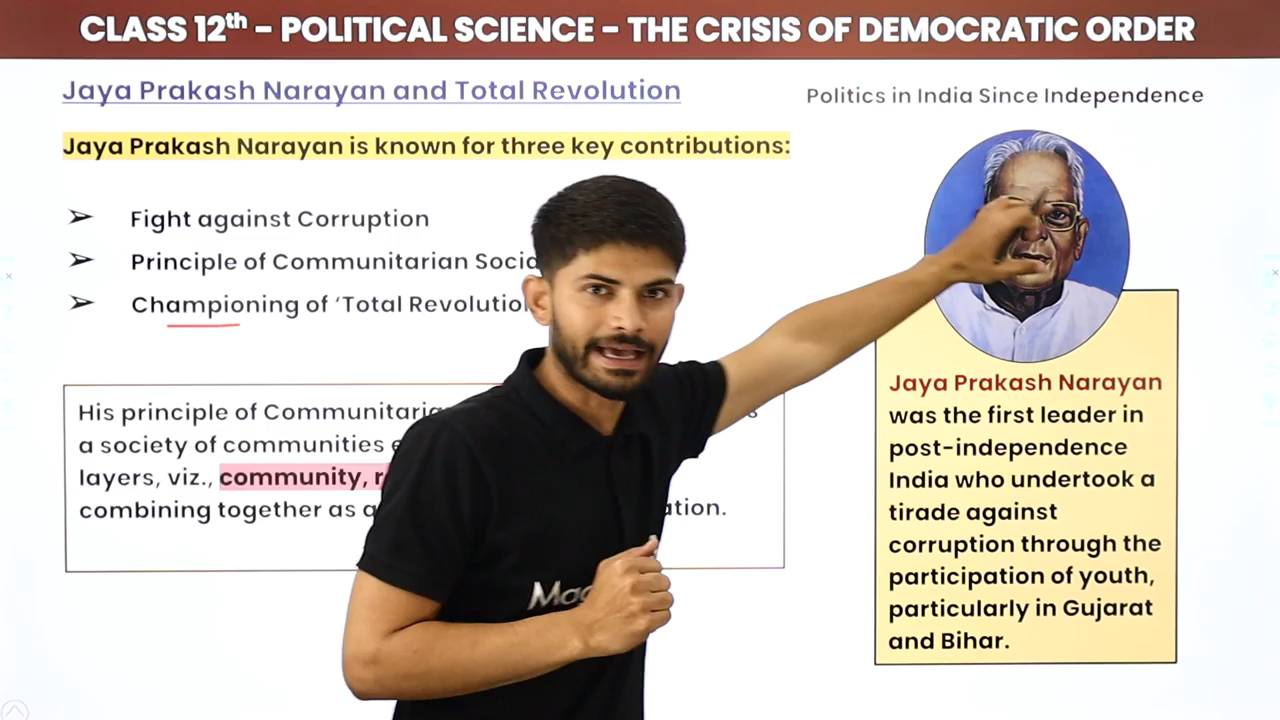 CLASS 12th – POLITICAL SCIENCE – THE CRISIS OF DEMOCRATIC ORDER
Jaya Prakash Narayan and Total Revolution
Politics in India Since Independence
Jaya Prakash Narayan is known for three key contributions:
➢ Fight against Corruption
➢ Principle of Communitarian
➢ Championing of ‘Total
His principle of
a society of communities
layers, viz., community,
combining together as
Jaya Prakash Narayan
was the first leader in
post-independence
India who undertook a
tirade against
corruption through the
participation of youth,
particularly in Gujarat
and Bihar.